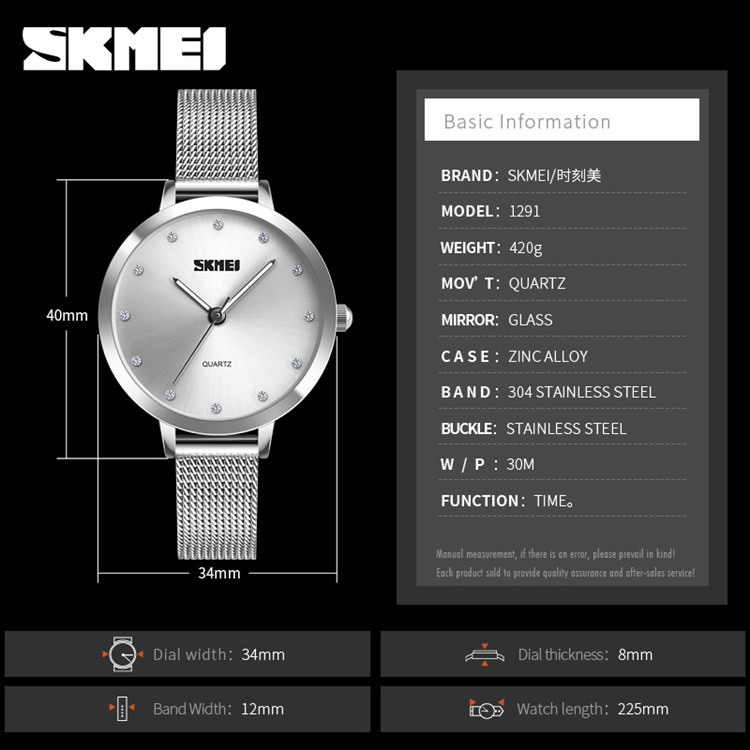 SKMEI
Basic Information
BRAND: SKMEI/时刻美
MODEL: 1291
WEIGHT: 420g
MOV' T: QUARTZ
MIRROR: GLASS
CASE: ZINC ALLOY
BAND: 304 STAINLESS STEEL
BUCKLE: STAINLESS STEEL
W / P : 30M
FUNCTION: TIME。
Manual measurement, if there is an error, please prevail in kind!
Each product sold to provide quality assurance and after-sales service!
SKMEI
QUARTZ
40mm
34mm
Dial width: 34mm
Dial thickness: 8mm
Band Width: 12mm
Watch length: 225mm